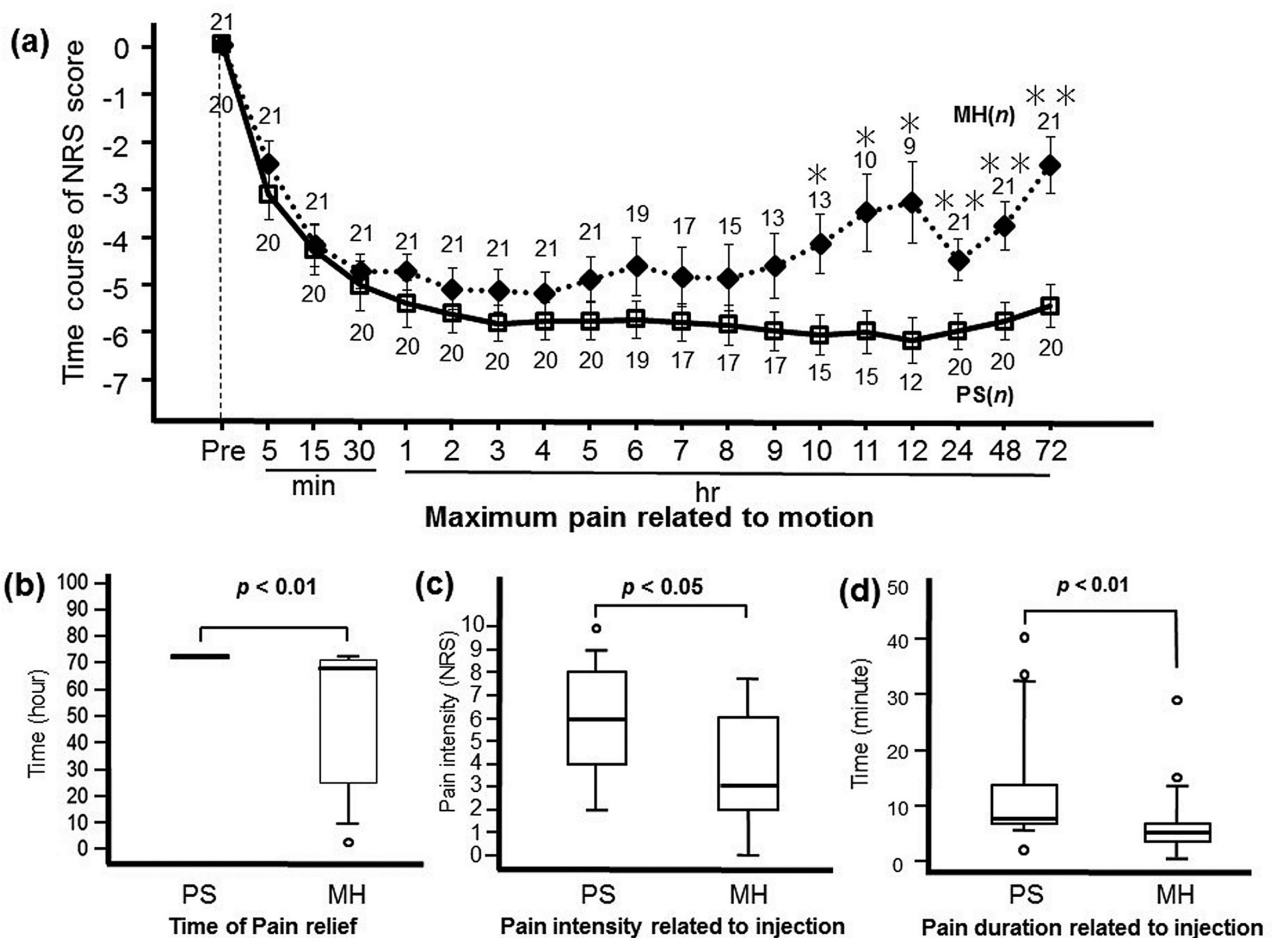 (a)
Time course of NRS score
0
-1
-2
-3
-4
-5
-6
-7
21 21 21 21 21 21 21 21 21 19 17 15 13 13 10 9 21 21 21
* * * ** ** **
MH(n)
20 20 20 20 20 20 20 20 20 19 17 17 17 15 15 12 20 20 20
PS(n)
Pre 5 15 30 1 2 3 4 5 6 7 8 9 10 11 12 24 48 72
min hr
Maximum pain related to motion
(b)
Time (hour)
100
90
80
70
60
50
40
30
20
10
0
p < 0.01
PS MH
Time of Pain relief
(c)
Pain intensity (NRS)
10
9
8
7
6
5
4
3
2
1
0
p < 0.05
PS MH
Pain intensity related to injection
(d)
Time (minute)
50
40
30
20
10
0
p < 0.01
PS MH
Pain duration related to injection